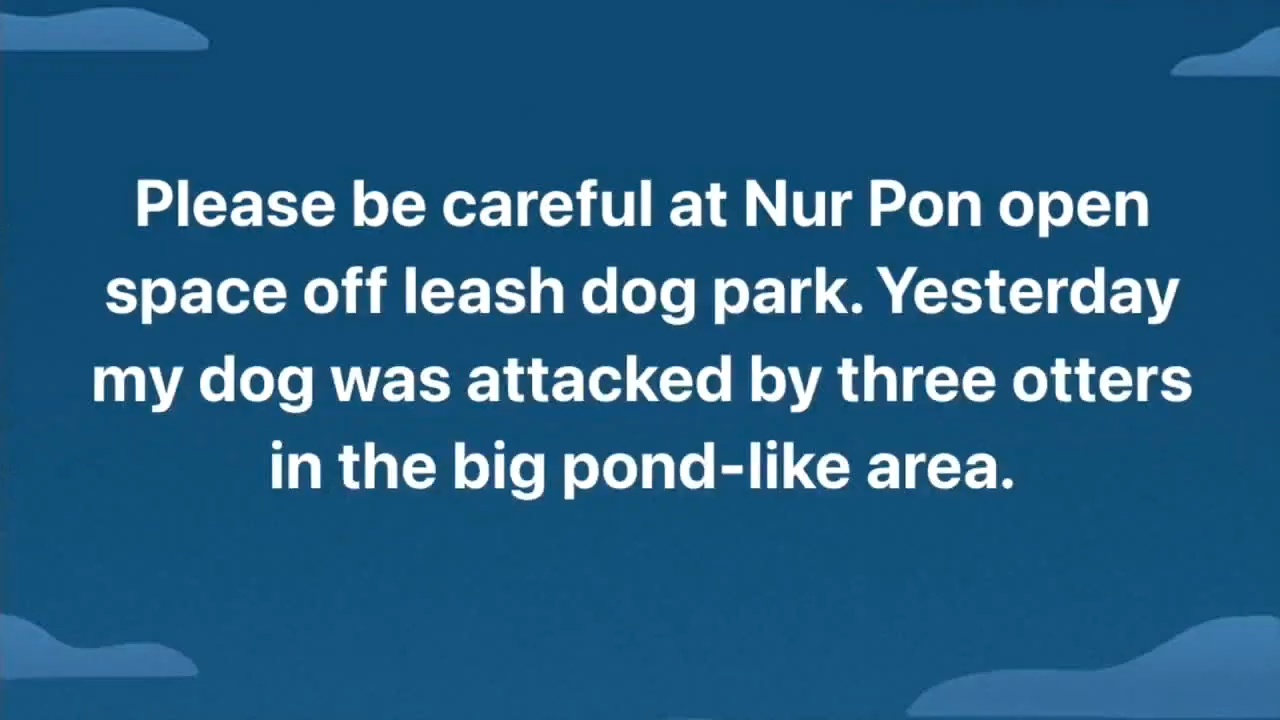 Please be careful at Nur Pon open
space off leash dog park. Yesterday
my dog was attacked by three otters
in the big pond-like area.